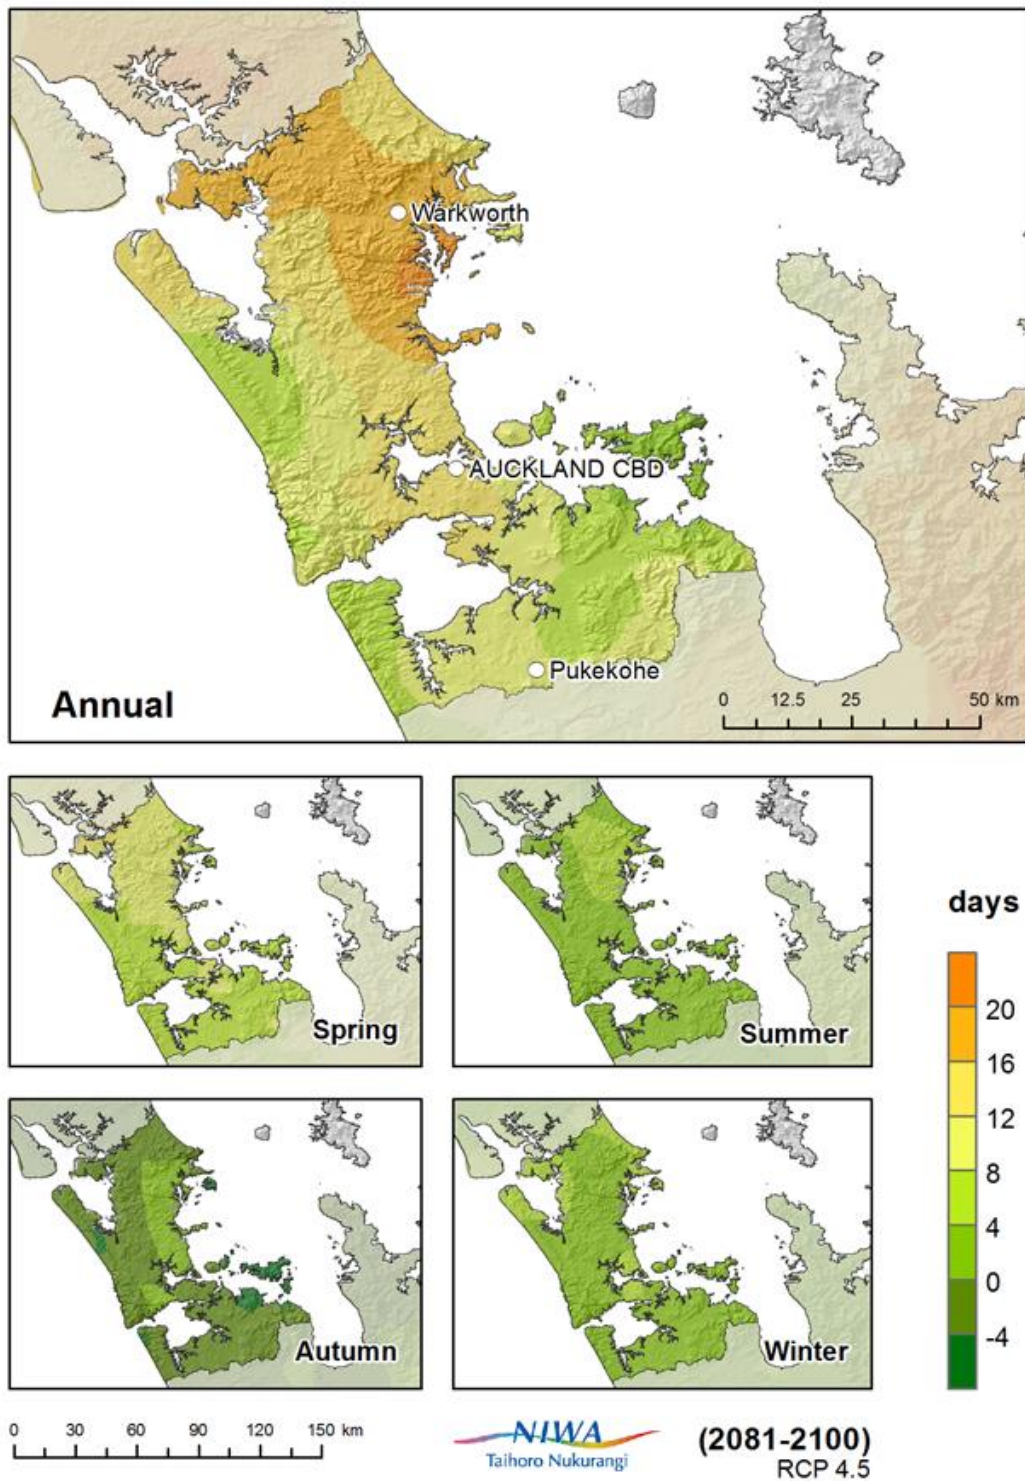 Warkworth
AUCKLAND CBD
Pukekohe
Annual
0 12.5 25 50 km
Spring
Summer
Autumn
Winter
days
20
16
12
8
4
0
-4
0 30 60 90 120 150 km
NIWA
Taihoro Nukurangi
(2081-2100)
RCP 4.5